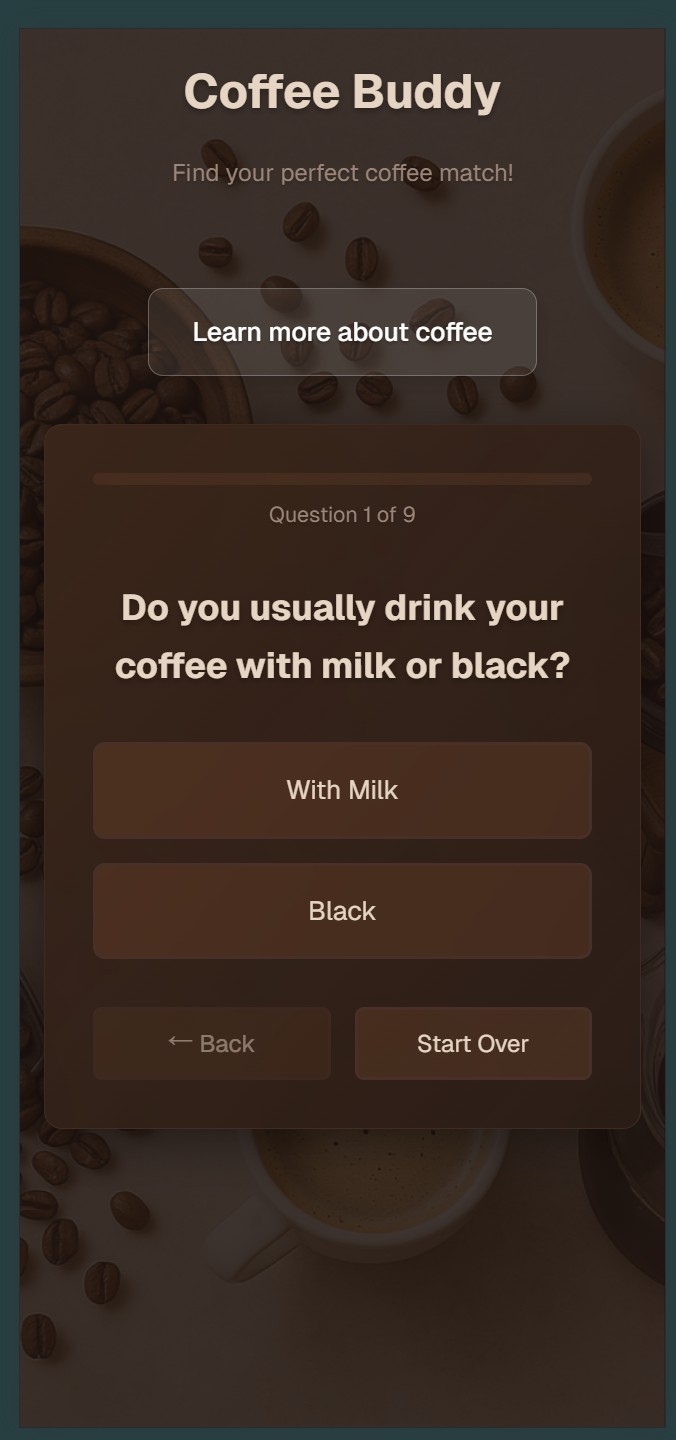 Coffee Buddy
Find your perfect coffee match!
Learn more about coffee
Question 1 of 9
Do you usually drink your
coffee with milk or black?
With Milk
Black
← Back
Start Over